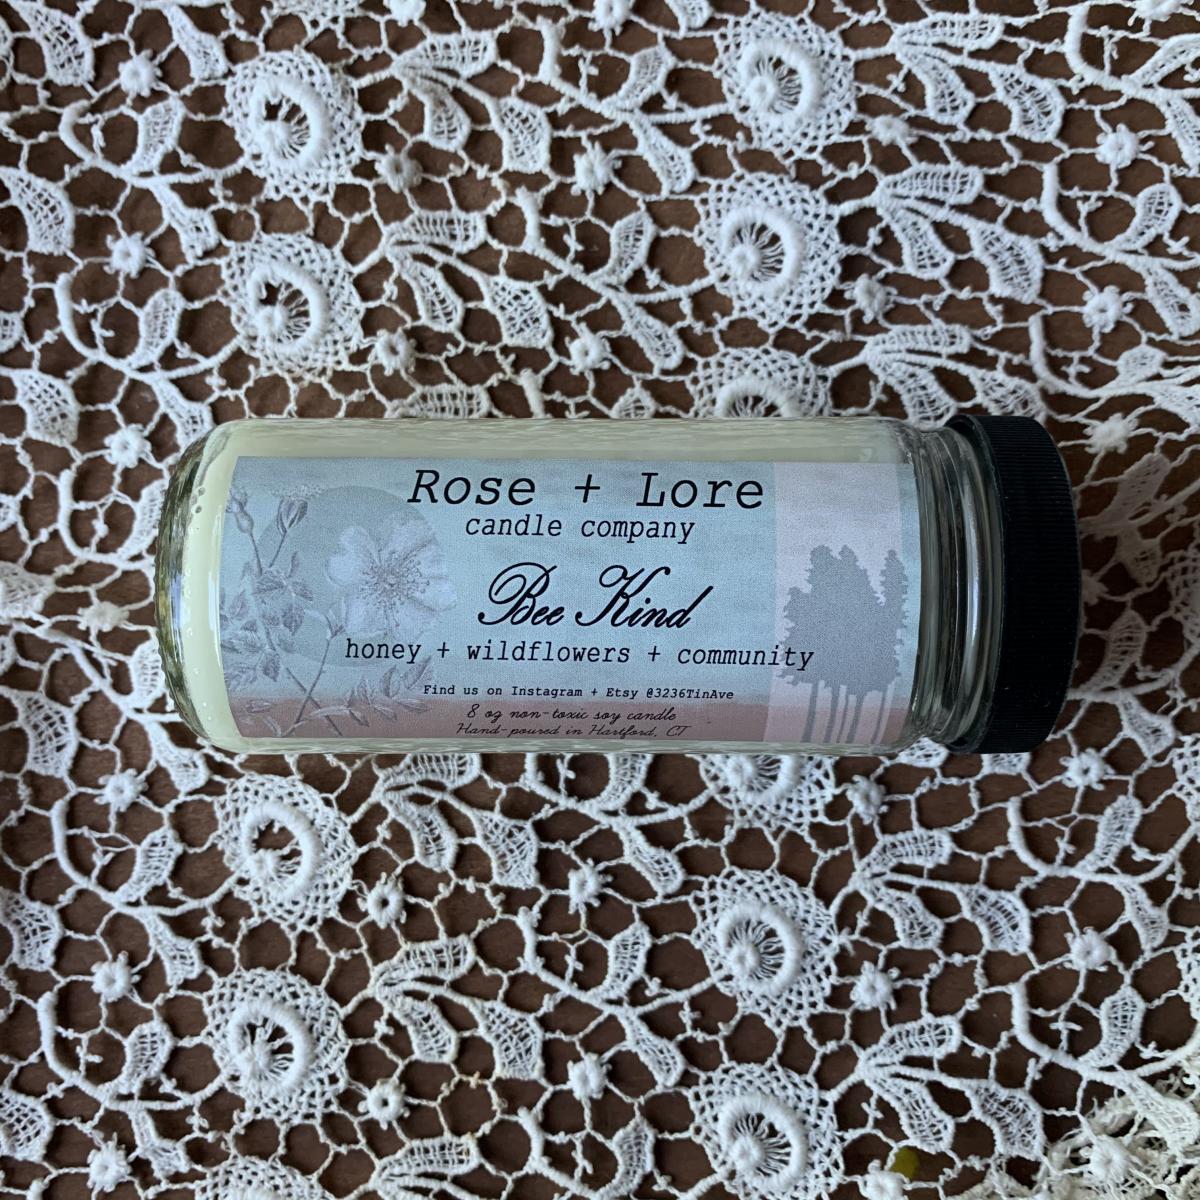 Rose + Lore
candle company
Bee Kind
honey + wildflowers + community
Find us on Instagram + Etsy @3236TinAve
8 oz non-toxic soy candle
Hand-poured in Hartford, CT